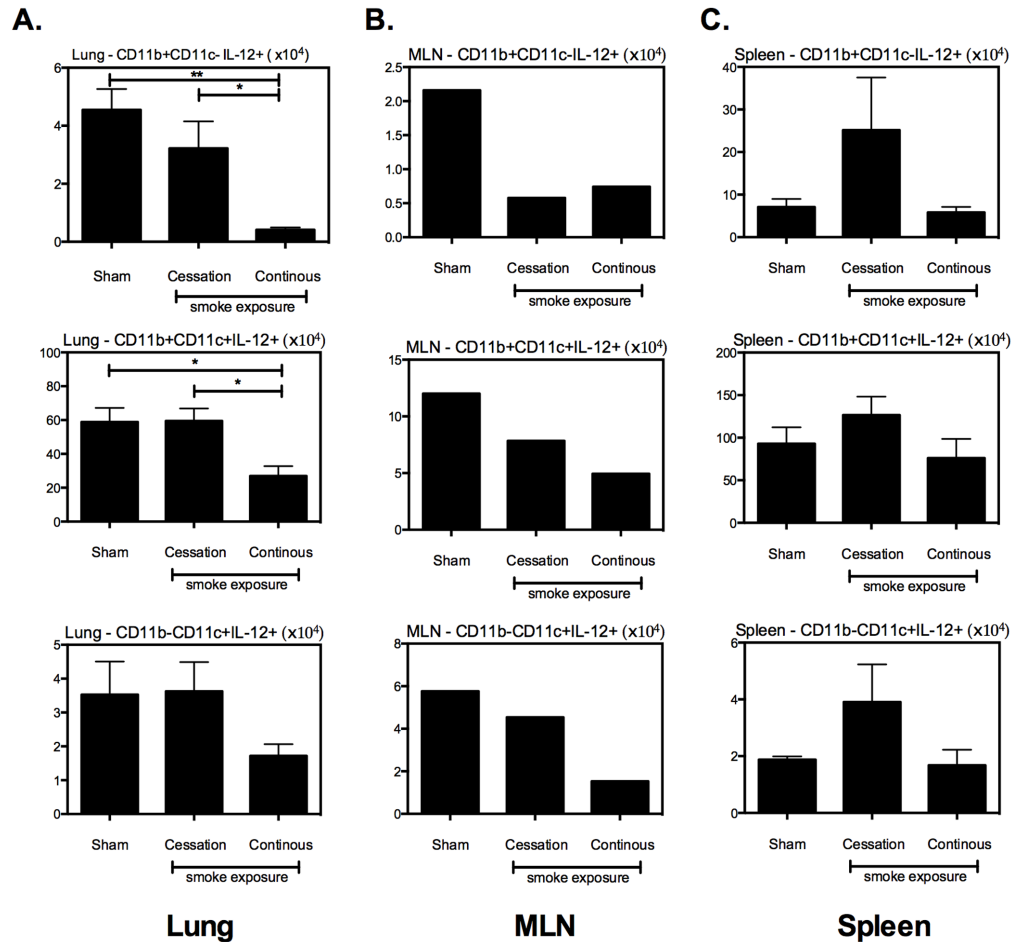 A.
Lung - CD11b+CD11c-IL-12+ (x10⁴)
6
4
2
0
**
*
Sham
Cessation
Continous
smoke exposure
Lung - CD11b+CD11c+IL-12+ (x10⁴)
100
80
60
40
20
0
*
*
Sham
Cessation
Continous
smoke exposure
Lung - CD11b-CD11c+IL-12+ (x10⁴)
5
4
3
2
1
0
Sham
Cessation
Continous
smoke exposure
Lung
B.
MLN - CD11b+CD11c-IL-12+ (x10⁴)
2.5
2.0
1.5
1.0
0.5
0.0
Sham
Cessation
Continous
smoke exposure
MLN - CD11b+CD11c+IL-12+ (x10⁴)
15
10
5
0
Sham
Cessation
Continous
smoke exposure
MLN - CD11b-CD11c+IL-12+ (x10⁴)
8
6
4
2
0
Sham
Cessation
Continous
smoke exposure
MLN
C.
Spleen - CD11b+CD11c-IL-12+ (x10⁴)
40
30
20
10
0
Sham
Cessation
Continous
smoke exposure
Spleen - CD11b+CD11c+IL-12+ (x10⁴)
200
150
100
50
0
Sham
Cessation
Continous
smoke exposure
Spleen - CD11b-CD11c+IL-12+ (x10⁴)
6
4
2
0
Sham
Cessation
Continous
smoke exposure
Spleen